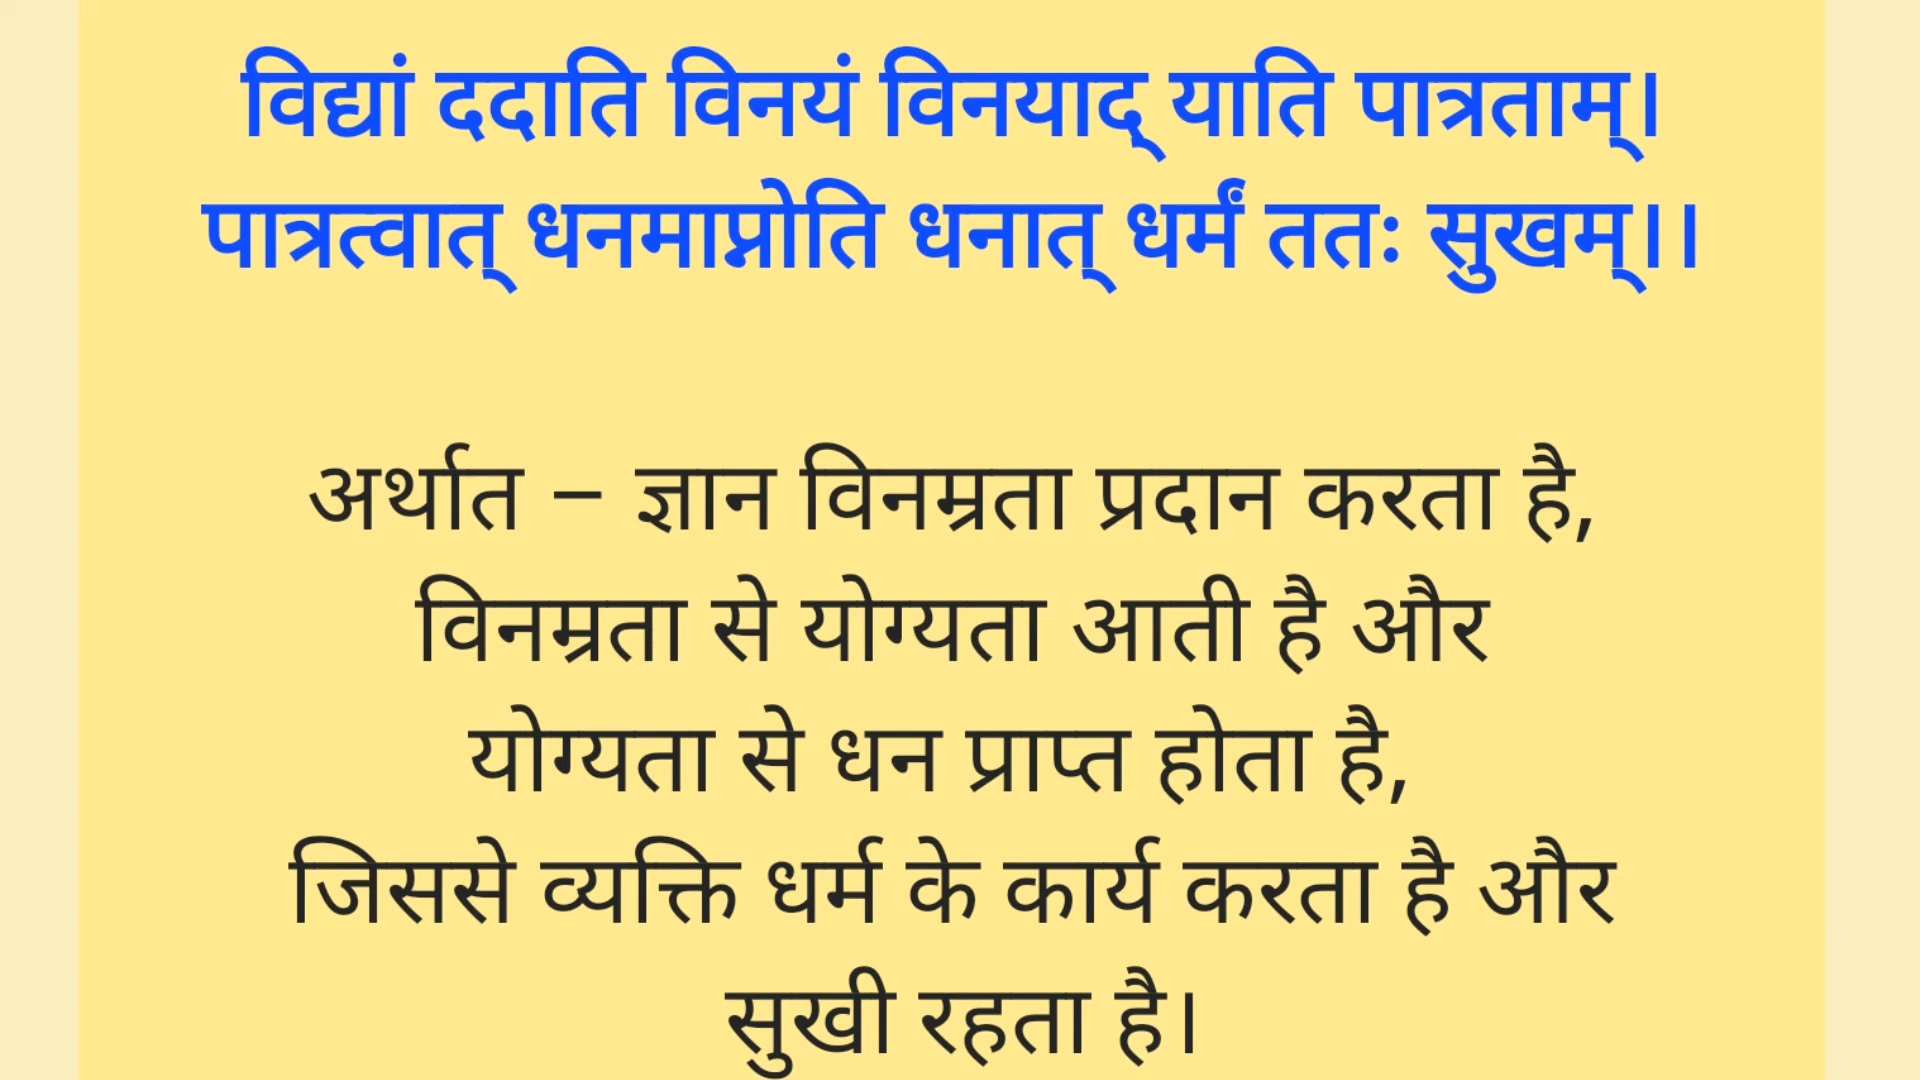 विद्यां ददाति विनयं विनयाद् याति पात्रताम्।
पात्रत्वात् धनमाप्नोति धनात् धर्मं ततः सुखम्।।
अर्थात – ज्ञान विनम्रता प्रदान करता है,
विनम्रता से योग्यता आती है और
योग्यता से धन प्राप्त होता है,
जिससे व्यक्ति धर्म के कार्य करता है और
सुखी रहता है।